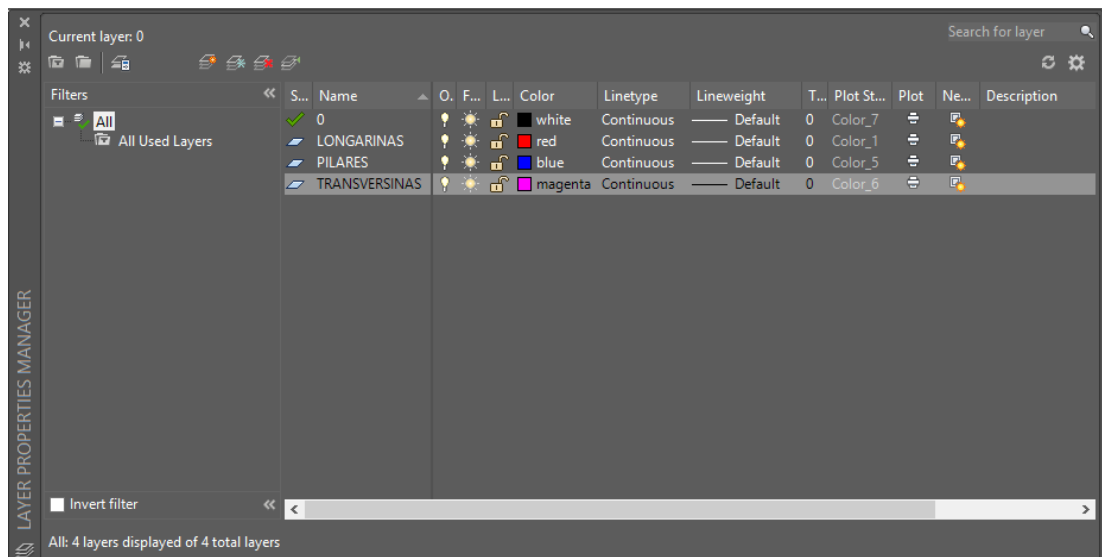 Current layer: 0
Search for layer
Filters
S... Name O. F... L... Color Linetype Lineweight T... Plot St... Plot Ne... Description
All
All Used Layers
0 white Continuous Default 0 Color_7
LONGARINAS red Continuous Default 0 Color_1
PILARES blue Continuous Default 0 Color_5
TRANSVERSINAS magenta Continuous Default 0 Color_6
Invert filter
All: 4 layers displayed of 4 total layers
LAYER PROPERTIES MANAGER